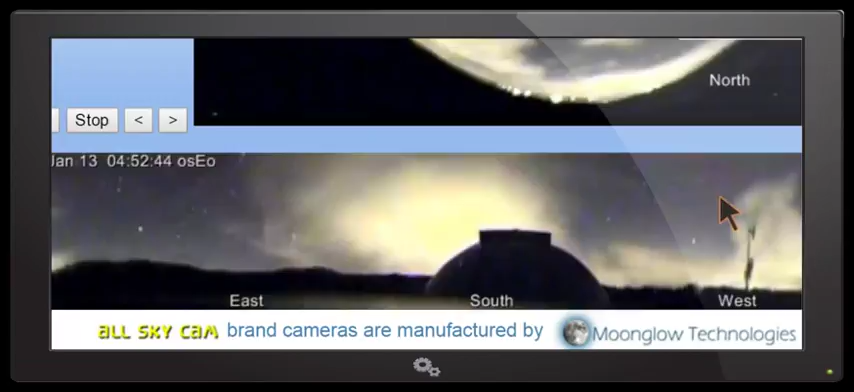 North
Stop < >
Jan 13 04:52:44 osEo
East South West
ALL SKY CAM brand cameras are manufactured by Moonglow Technologies